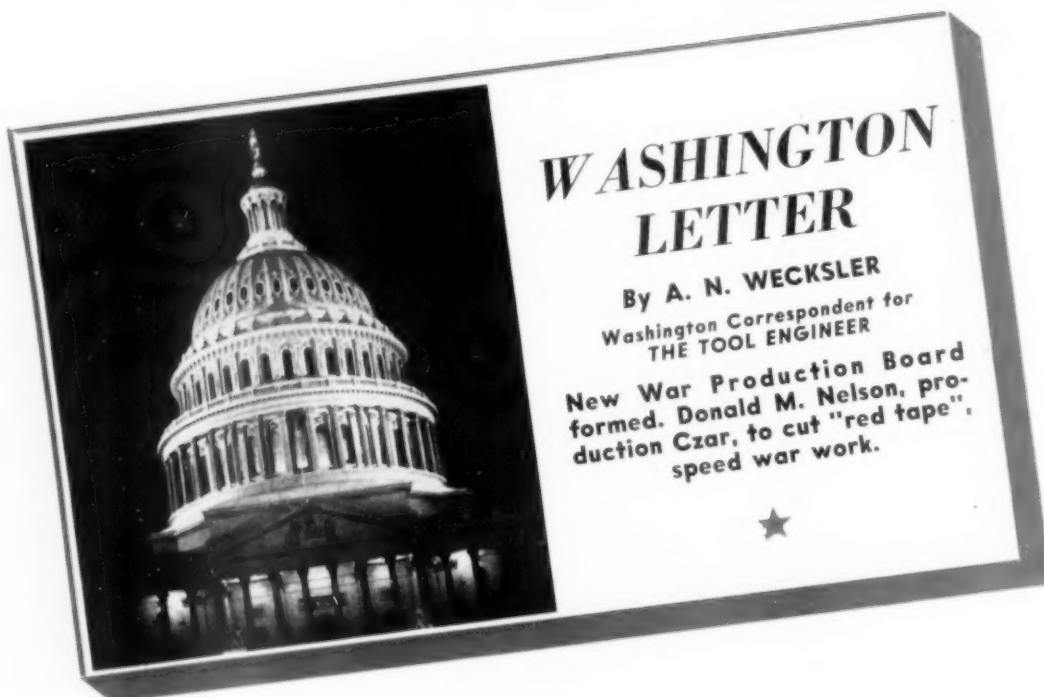 WASHINGTON
LETTER
By A. N. WECKSLER
Washington Correspondent for
THE TOOL ENGINEER
New War Production Board
formed. Donald M. Nelson, pro-
duction Czar, to cut "red tape",
speed war work.